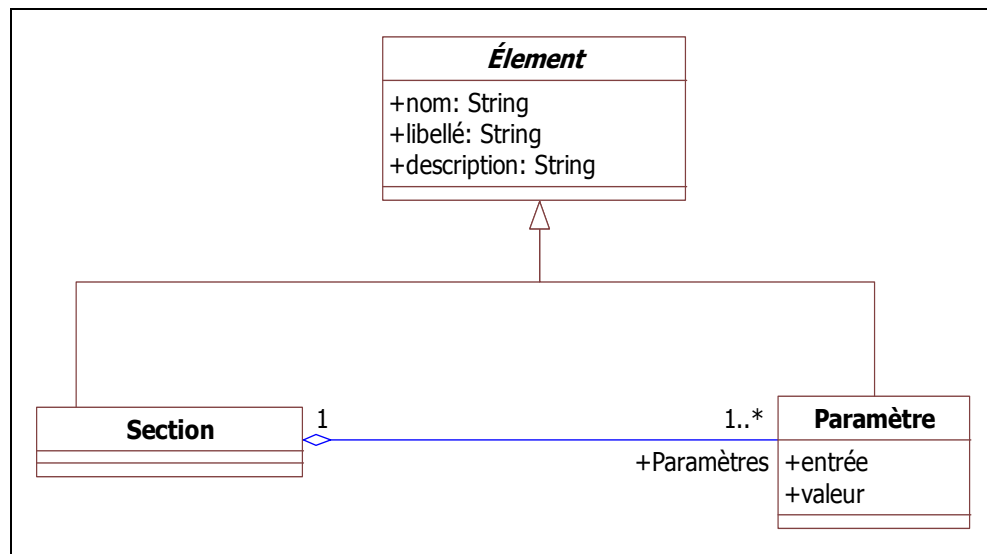 Élement
+nom: String
+libellé: String
+description: String
Section
1
1..*
+Paramètres
Paramètre
+entrée
+valeur